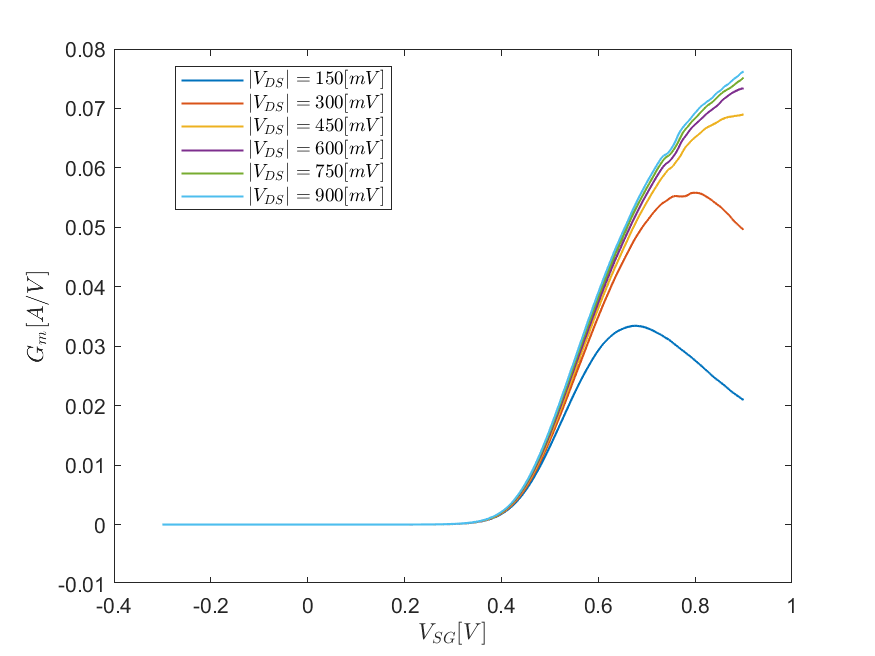 0.08
0.07
0.06
0.05
0.04
0.03
0.02
0.01
0
-0.01
G_m[A/V]
|V_DS| = 150[mV]
|V_DS| = 300[mV]
|V_DS| = 450[mV]
|V_DS| = 600[mV]
|V_DS| = 750[mV]
|V_DS| = 900[mV]
-0.4 -0.2 0 0.2 0.4 0.6 0.8 1
V_SG[V]